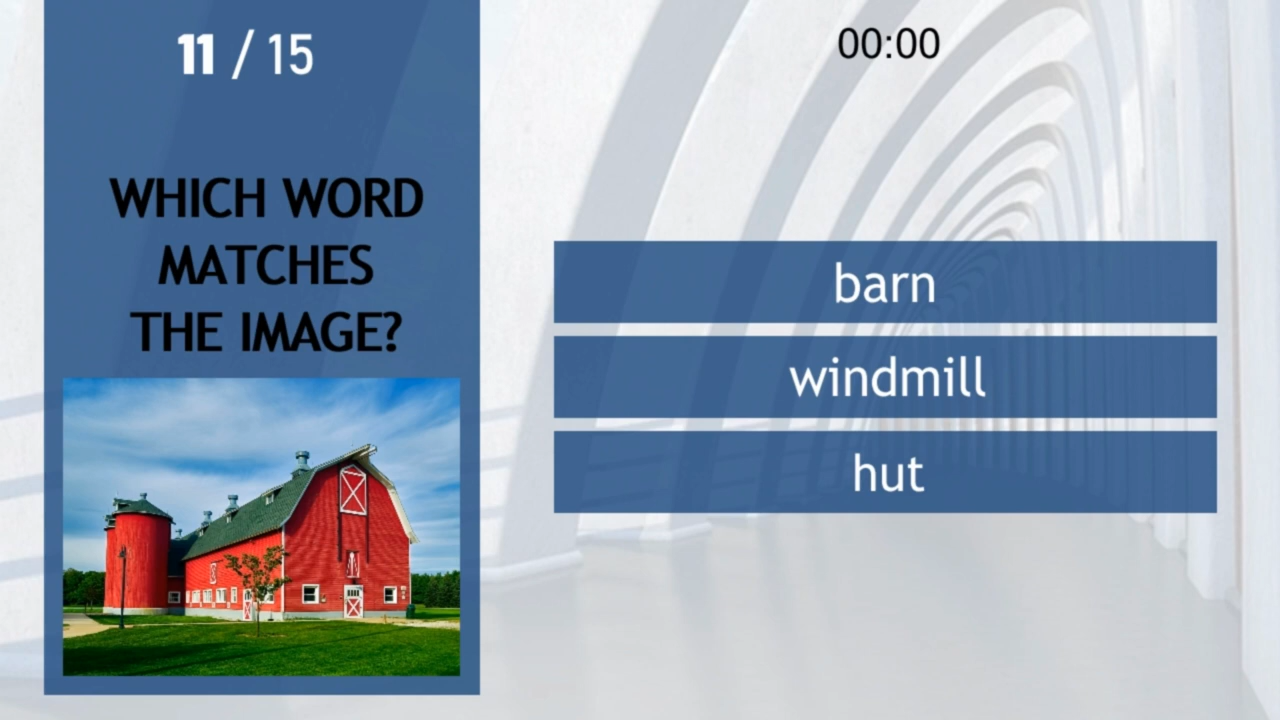 11 / 15
00:00
WHICH WORD
MATCHES
THE IMAGE?
barn
windmill
hut